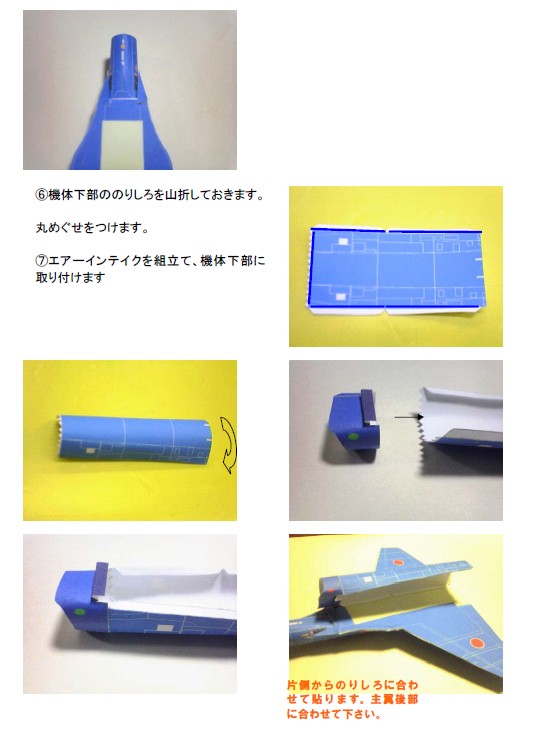 ⑥機体下部ののりしろを山折しておきます。
丸めぐせをつけます。
⑦エアーインテイクを組立て、機体下部に
取り付けます
片側からのりしろに合わ
せて貼ります。主翼後部
に合わせて下さい。